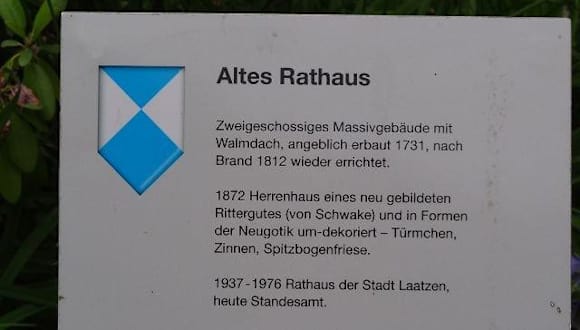 Altes Rathaus
Zweigeschossiges Massivgebäude mit
Walmdach, angeblich erbaut 1731, nach
Brand 1812 wieder errichtet.
1872 Herrenhaus eines neu gebildeten
Rittergutes (von Schwake) und in Formen
der Neugotik um-dekoriert – Türmchen,
Zinnen, Spitzbogenfriese.
1937-1976 Rathaus der Stadt Laatzen,
heute Standesamt.